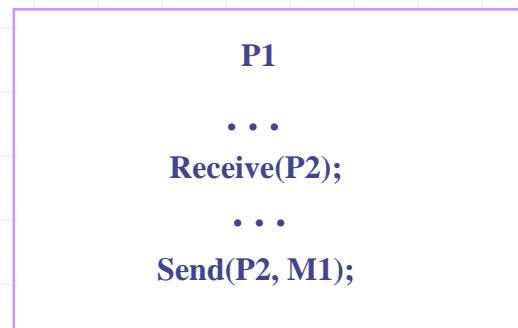 P1
. . .
Receive(P2);
. . .
Send(P2, M1);